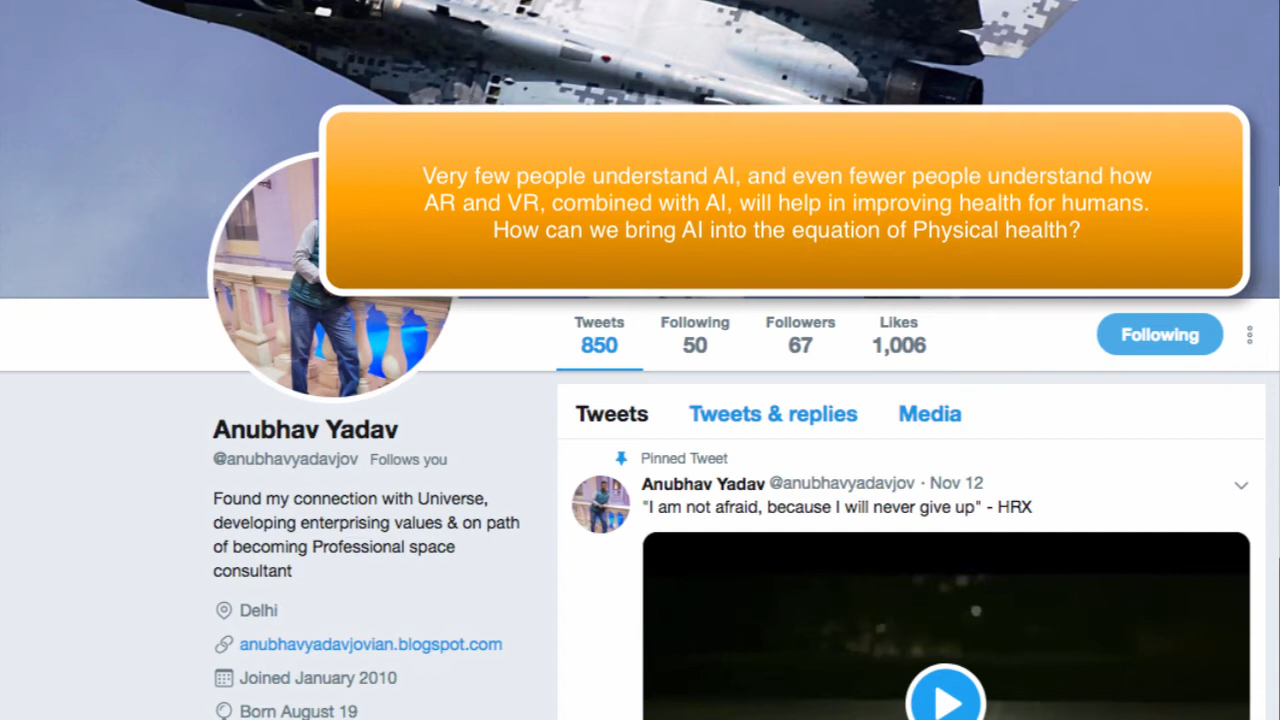 Very few people understand AI, and even fewer people understand how
AR and VR, combined with AI, will help in improving health for humans.
How can we bring AI into the equation of Physical health?
Tweets
850
Following
50
Followers
67
Likes
1,006
Following
Anubhav Yadav
@anubhavyadavjov Follows you
Found my connection with Universe,
developing enterprising values & on path
of becoming Professional space
consultant
Delhi
anubhavyadavjovian.blogspot.com
Joined January 2010
Born August 19
Tweets Tweets & replies Media
Pinned Tweet
Anubhav Yadav @anubhavyadavjov · Nov 12
"I am not afraid, because I will never give up" - HRX